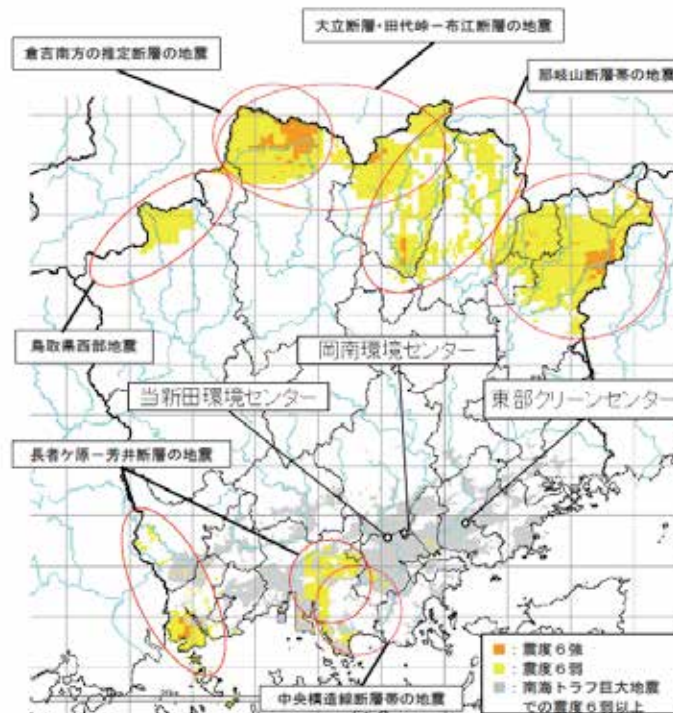 大立断層・田代峠－布江断層の地震
倉吉南方の推定断層の地震
那岐山断層帯の地震
鳥取県西部地震
岡南環境センター
当新田環境センター
東部クリーンセンター
長者ケ原－芳井断層の地震
：震度６強
：震度６弱
：南海トラフ巨大地震
での震度６弱以上
中央構造線断層帯の地震